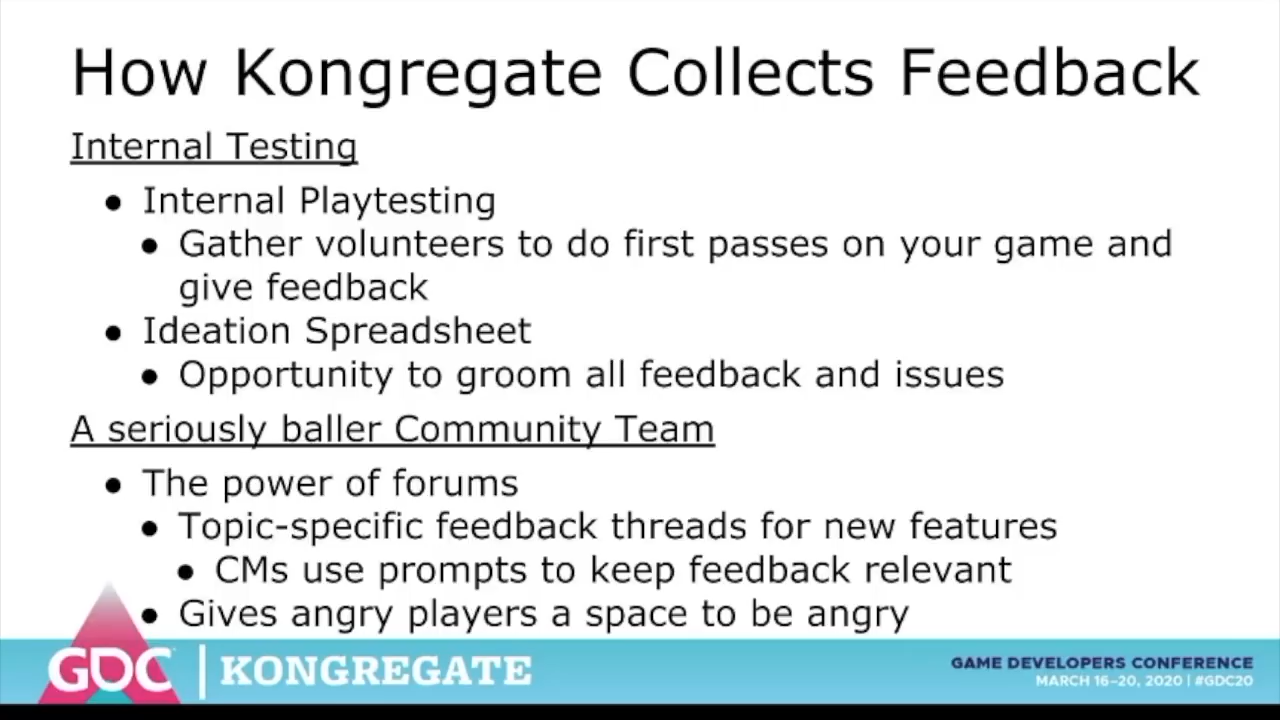 How Kongregate Collects Feedback
Internal Testing
● Internal Playtesting
● Gather volunteers to do first passes on your game and
give feedback
● Ideation Spreadsheet
● Opportunity to groom all feedback and issues
A seriously baller Community Team
● The power of forums
● Topic-specific feedback threads for new features
● CMs use prompts to keep feedback relevant
● Gives angry players a space to be angry
GDC | KONGREGATE
GAME DEVELOPERS CONFERENCE
MARCH 16–20, 2020 | #GDC20